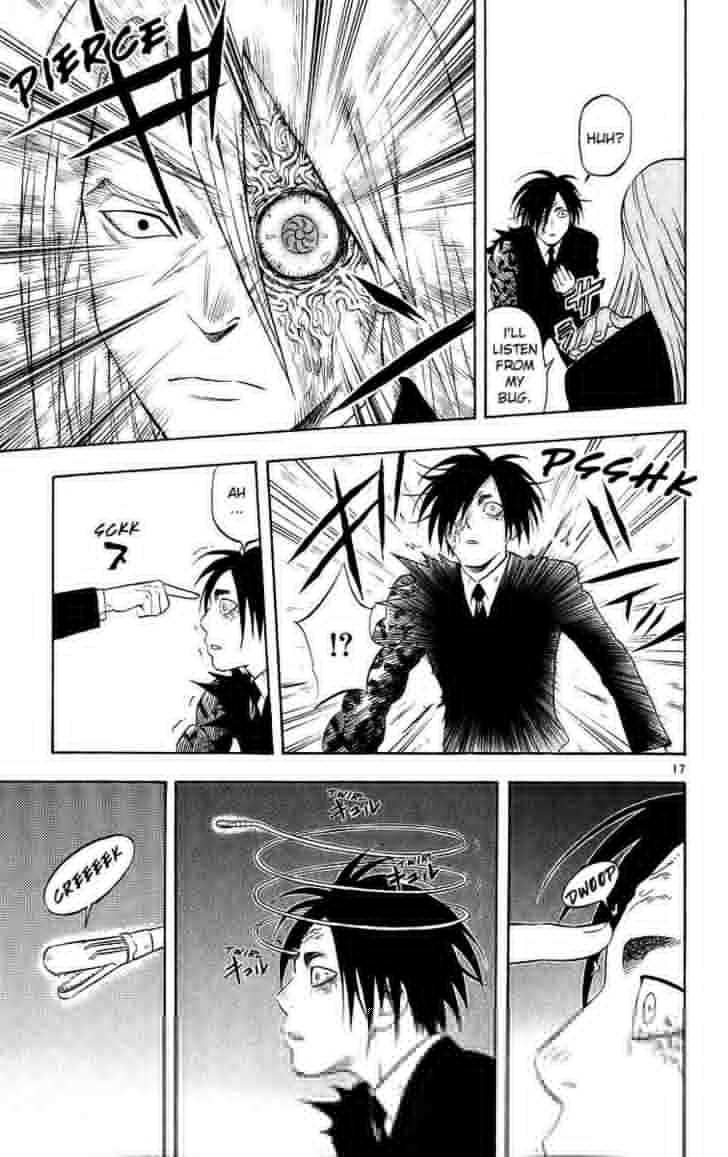 HUH?
I'LL
LISTEN
FROM
MY
BUG.
PIERCE
PSSHK
!?
AH
...
SCKK
ス
17
DWOOP
TWIRL
キュル
TWIRL
キュル
TWIRL
キュル
CREEEEK